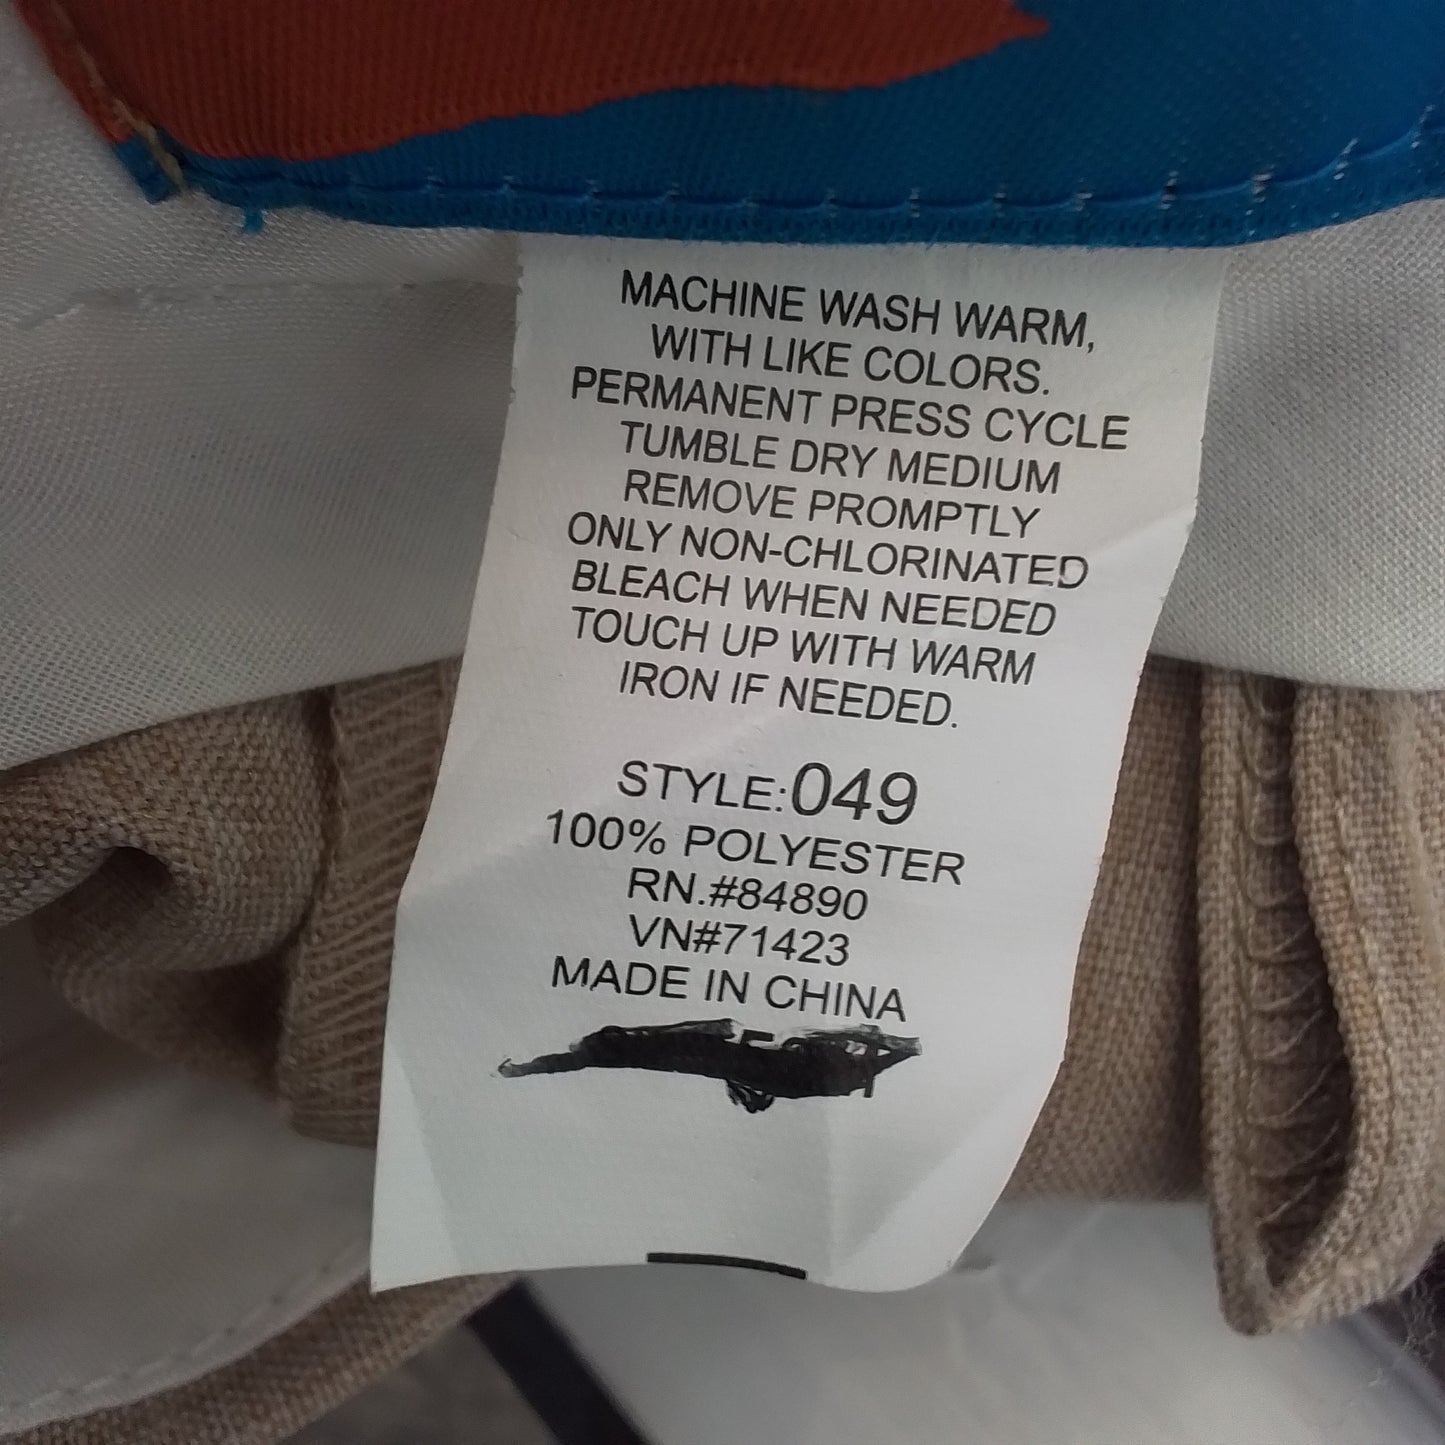 MACHINE WASH WARM,
WITH LIKE COLORS.
PERMANENT PRESS CYCLE
TUMBLE DRY MEDIUM
REMOVE PROMPTLY
ONLY NON-CHLORINATED
BLEACH WHEN NEEDED
TOUCH UP WITH WARM
IRON IF NEEDED.
STYLE:049
100% POLYESTER
RN.#84890
VN#71423
MADE IN CHINA